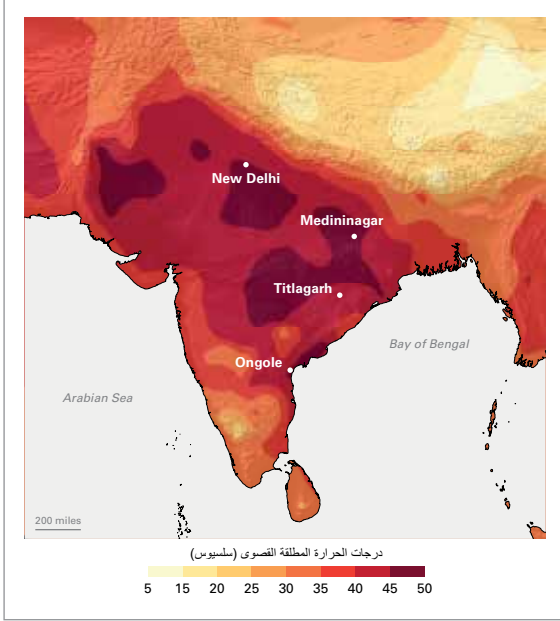 New Delhi
Medininagar
Titlagarh
Bay of Bengal
Ongole
Arabian Sea
200 miles
درجات الحرارة المطلقة القصوى (سلسيوس)
5 15 20 25 30 35 40 45 50